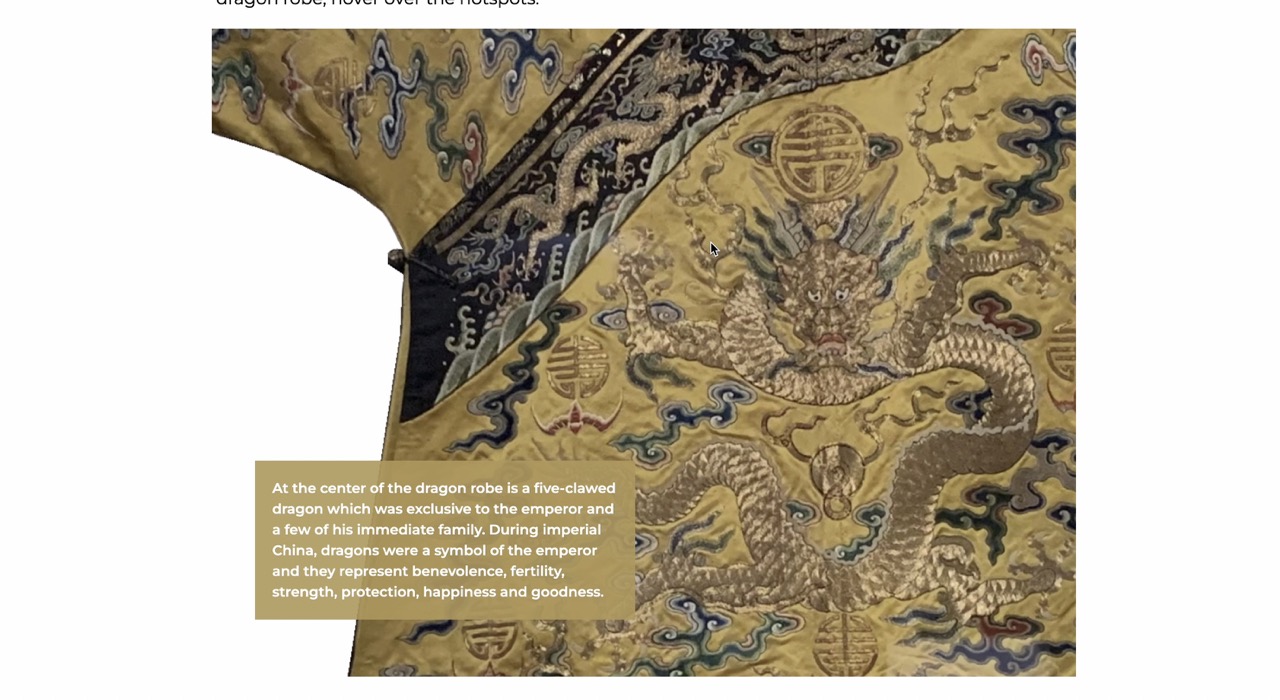 dragon robe, hover over the hotspots.
At the center of the dragon robe is a five-clawed
dragon which was exclusive to the emperor and
a few of his immediate family. During imperial
China, dragons were a symbol of the emperor
and they represent benevolence, fertility,
strength, protection, happiness and goodness.